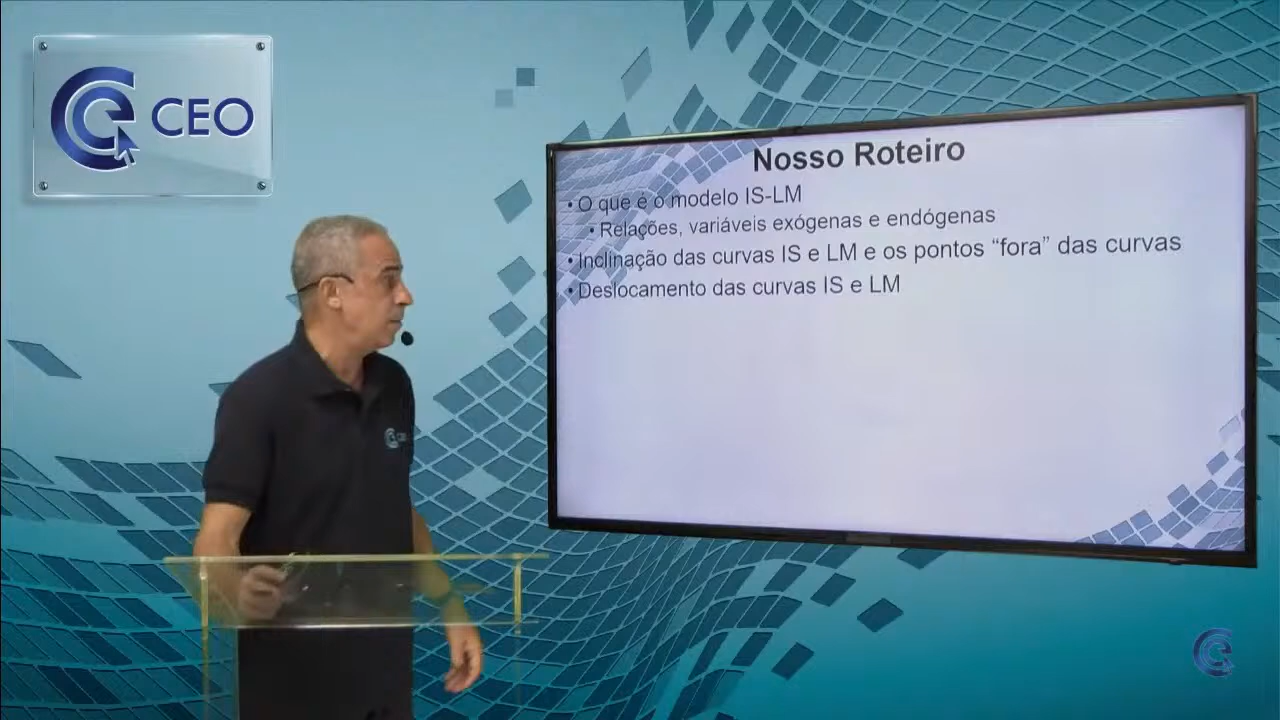 CEO
Nosso Roteiro
• O que é o modelo IS-LM
• Relações, variáveis exógenas e endógenas
• Inclinação das curvas IS e LM e os pontos “fora” das curvas
• Deslocamento das curvas IS e LM